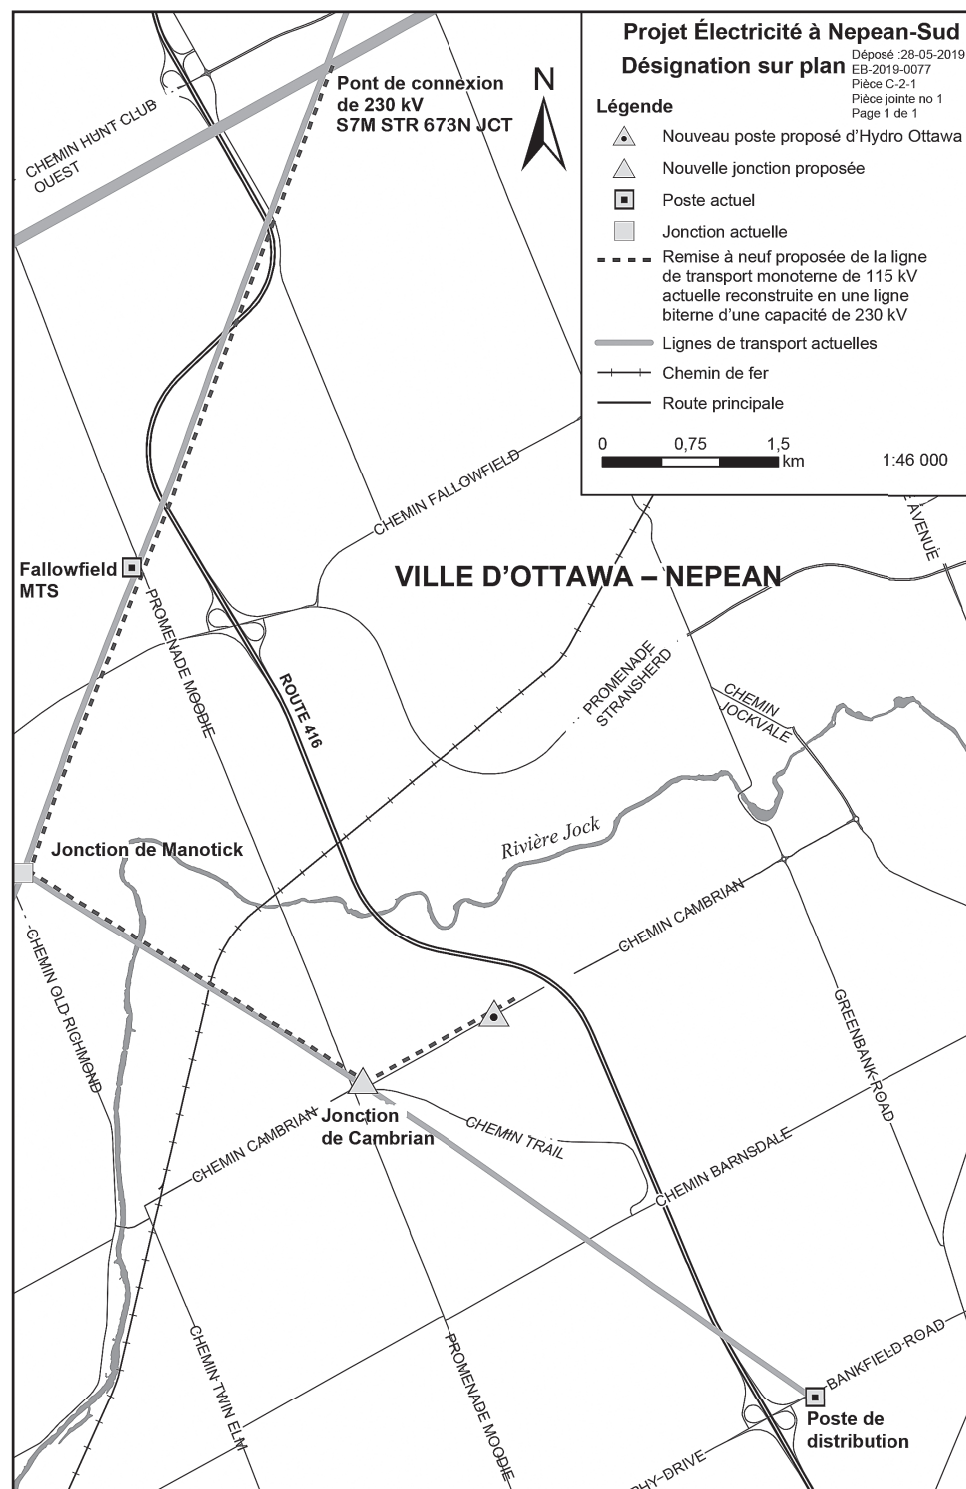 Projet Électricité à Nepean-Sud
Désignation sur plan
Déposé :28-05-2019
EB-2019-0077
Pièce C-2-1
Pièce jointe no 1
Page 1 de 1
N
Légende
Nouveau poste proposé d'Hydro Ottawa
Nouvelle jonction proposée
Poste actuel
Jonction actuelle
Remise à neuf proposée de la ligne
de transport monoterne de 115 kV
actuelle reconstruite en une ligne
biterne d'une capacité de 230 kV
Lignes de transport actuelles
Chemin de fer
Route principale
0 0,75 1,5
km
1:46 000
Pont de connexion
de 230 kV
S7M STR 673N JCT
CHEMIN HUNT CLUB
OUEST
CHEMIN FALLOWFIELD
AVENUE
Fallowfield
MTS
VILLE D'OTTAWA – NEPEAN
PROMENADE MOODIE
ROUTE 416
PROMENADE
STRANSHERD
CHEMIN
JOCKVALE
Rivière Jock
Jonction de Manotick
CHEMIN CAMBRIAN
CHEMIN OLD RICHMOND
GREENBANK ROAD
Jonction
de Cambrian
CHEMIN CAMBRIAN
CHEMIN TRAIL
CHEMIN BARNSDALE
CHEMIN TWIN ELM
PROMENADE MOODIE
BANKFIELD ROAD
Poste de
distribution
PHY DRIVE